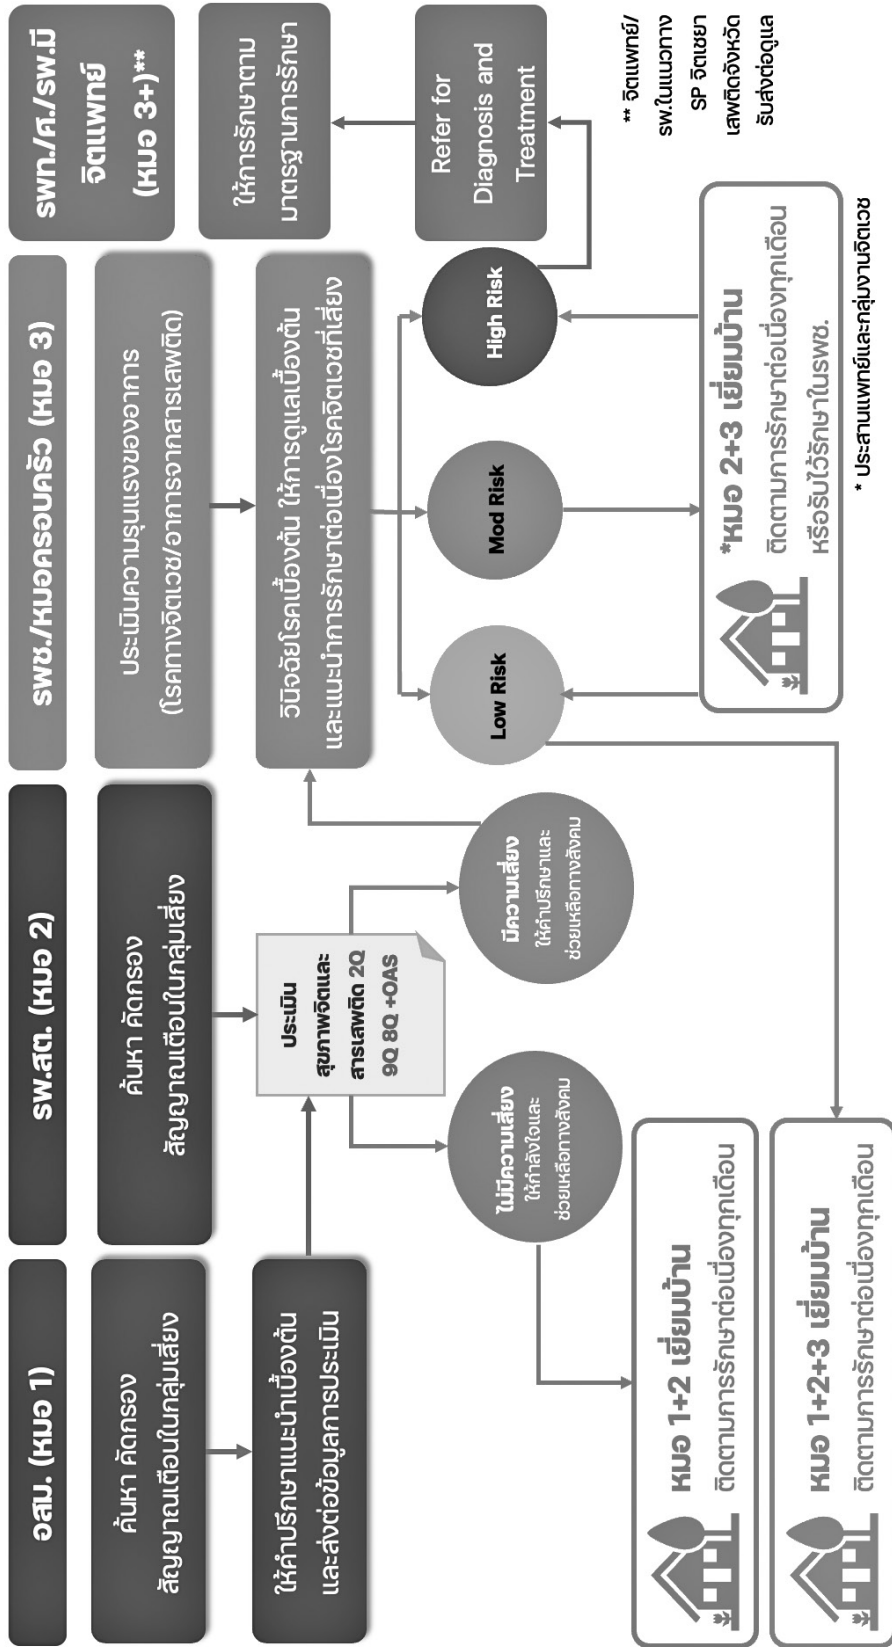 อสม. (หมอ 1)
ค้นหา คัดกรอง
สัญญาณเตือนในกลุ่มเสี่ยง
ให้คำปรึกษาแนะนำเบื้องต้น
และส่งต่อข้อมูลการประเมิน
รพ.สต. (หมอ 2)
ค้นหา คัดกรอง
สัญญาณเตือนในกลุ่มเสี่ยง
ประเมิน
สุขภาพจิตและ
สารเสพติด 2Q
9Q 8Q +OAS
ไม่มีความเสี่ยง
ให้กำลังใจและ
ช่วยเหลือทางสังคม
มีความเสี่ยง
ให้คำปรึกษาและ
ช่วยเหลือทางสังคม
รพช./หมอครอบครัว (หมอ 3)
ประเมินความรุนแรงของอาการ
(โรคทางจิตเวช/อาการจากสารเสพติด)
วินิจฉัยโรคเบื้องต้น ให้การดูแลเบื้องต้น
และแนะนำการรักษาต่อเนื่องโรคจิตเวชที่เสี่ยง
Low Risk
Mod Risk
High Risk
รพท./ศ./รพ.มี
จิตแพทย์
(หมอ 3+)**
ให้การรักษาตาม
มาตรฐานการรักษา
Refer for
Diagnosis and
Treatment
หมอ 1+2 เยี่ยมบ้าน
ติดตามการรักษาต่อเนื่องทุกเดือน
หมอ 1+2+3 เยี่ยมบ้าน
ติดตามการรักษาต่อเนื่องทุกเดือน
*หมอ 2+3 เยี่ยมบ้าน
ติดตามการรักษาต่อเนื่องทุกเดือน
หรือรับไว้รักษาในรพช.
* ประสานแพทย์และกลุ่มงานจิตเวช
** จิตแพทย์/
รพ.ในแนวทาง
SP จิตเชยา
เสพติดจังหวัด
รับส่งต่อดูแล